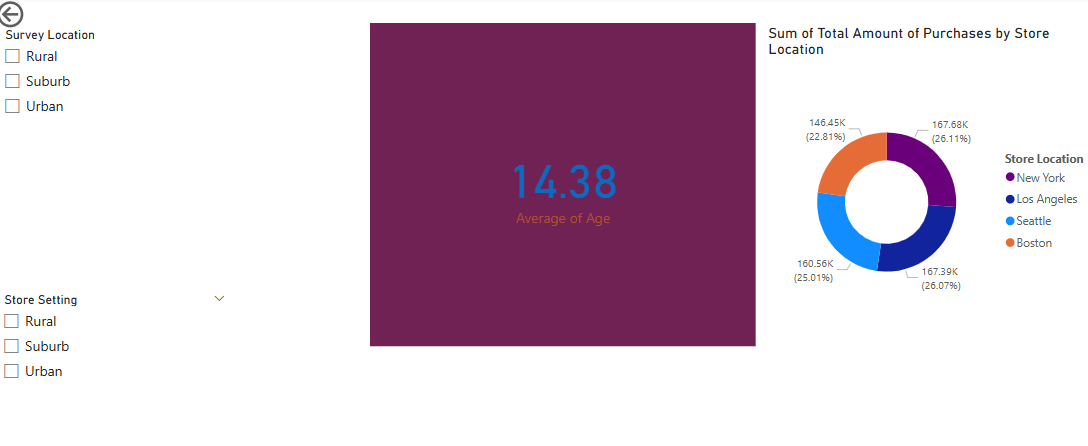 Survey Location
Rural
Suburb
Urban
Store Setting
Rural
Suburb
Urban
14.38
Average of Age
Sum of Total Amount of Purchases by Store
Location
146.45K
(22.81%)
167.68K
(26.11%)
160.56K
(25.01%)
167.39K
(26.07%)
Store Location
New York
Los Angeles
Seattle
Boston